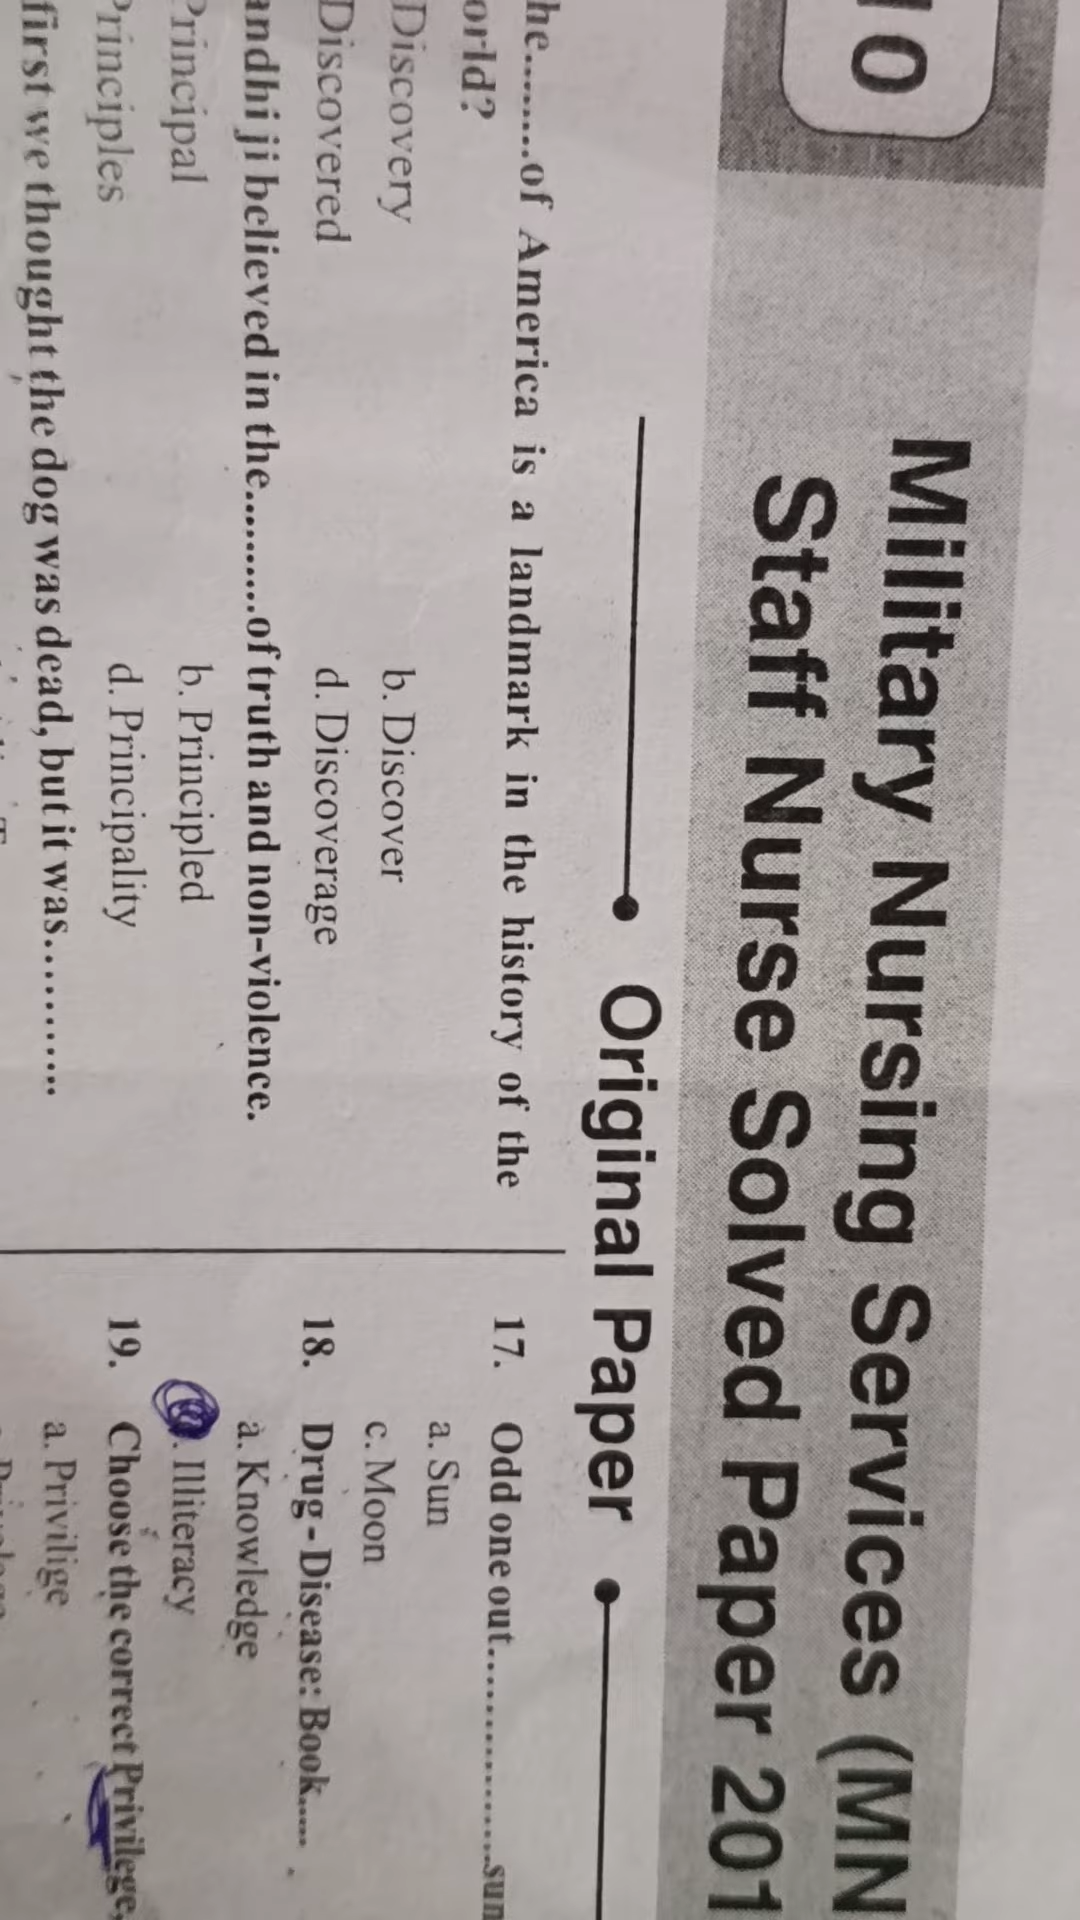 10
Military Nursing Services (MN
Staff Nurse Solved Paper 201
Original Paper
he........of America is a landmark in the history of the
orld?
Discovery b. Discover
Discovered d. Discoverage
andhi ji believed in the.........of truth and non-violence.
Principal b. Principled
Principles d. Principality
first we thought the dog was dead, but it was..........
17. Odd one out..................sun
a. Sun
c. Moon
18. Drug - Disease: Book.....
a. Knowledge
. Illiteracy
19. Choose the correct Privilege,
a. Privilige